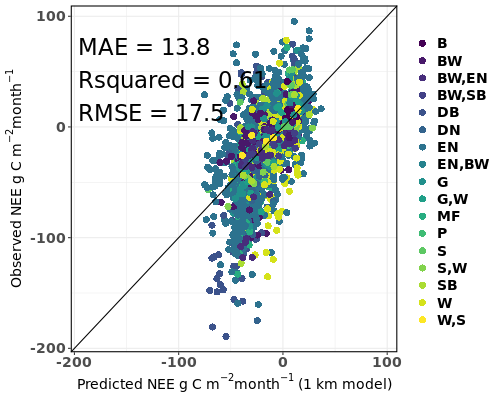 100
0
-100
-200
Observed NEE g C m⁻²month⁻¹
MAE = 13.8
Rsquared = 0.61
RMSE = 17.5
-200 -100 0 100
Predicted NEE g C m⁻²month⁻¹ (1 km model)
B
BW
BW,EN
BW,SB
DB
DN
EN
EN,BW
G
G,W
MF
P
S
S,W
SB
W
W,S